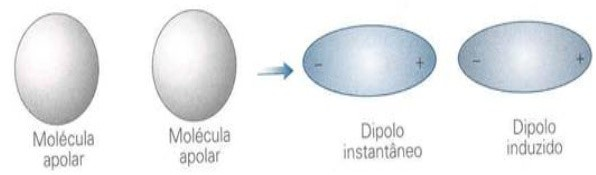 Molécula
apolar
Molécula
apolar
- +
Dipolo
instantâneo
- +
Dipolo
induzido